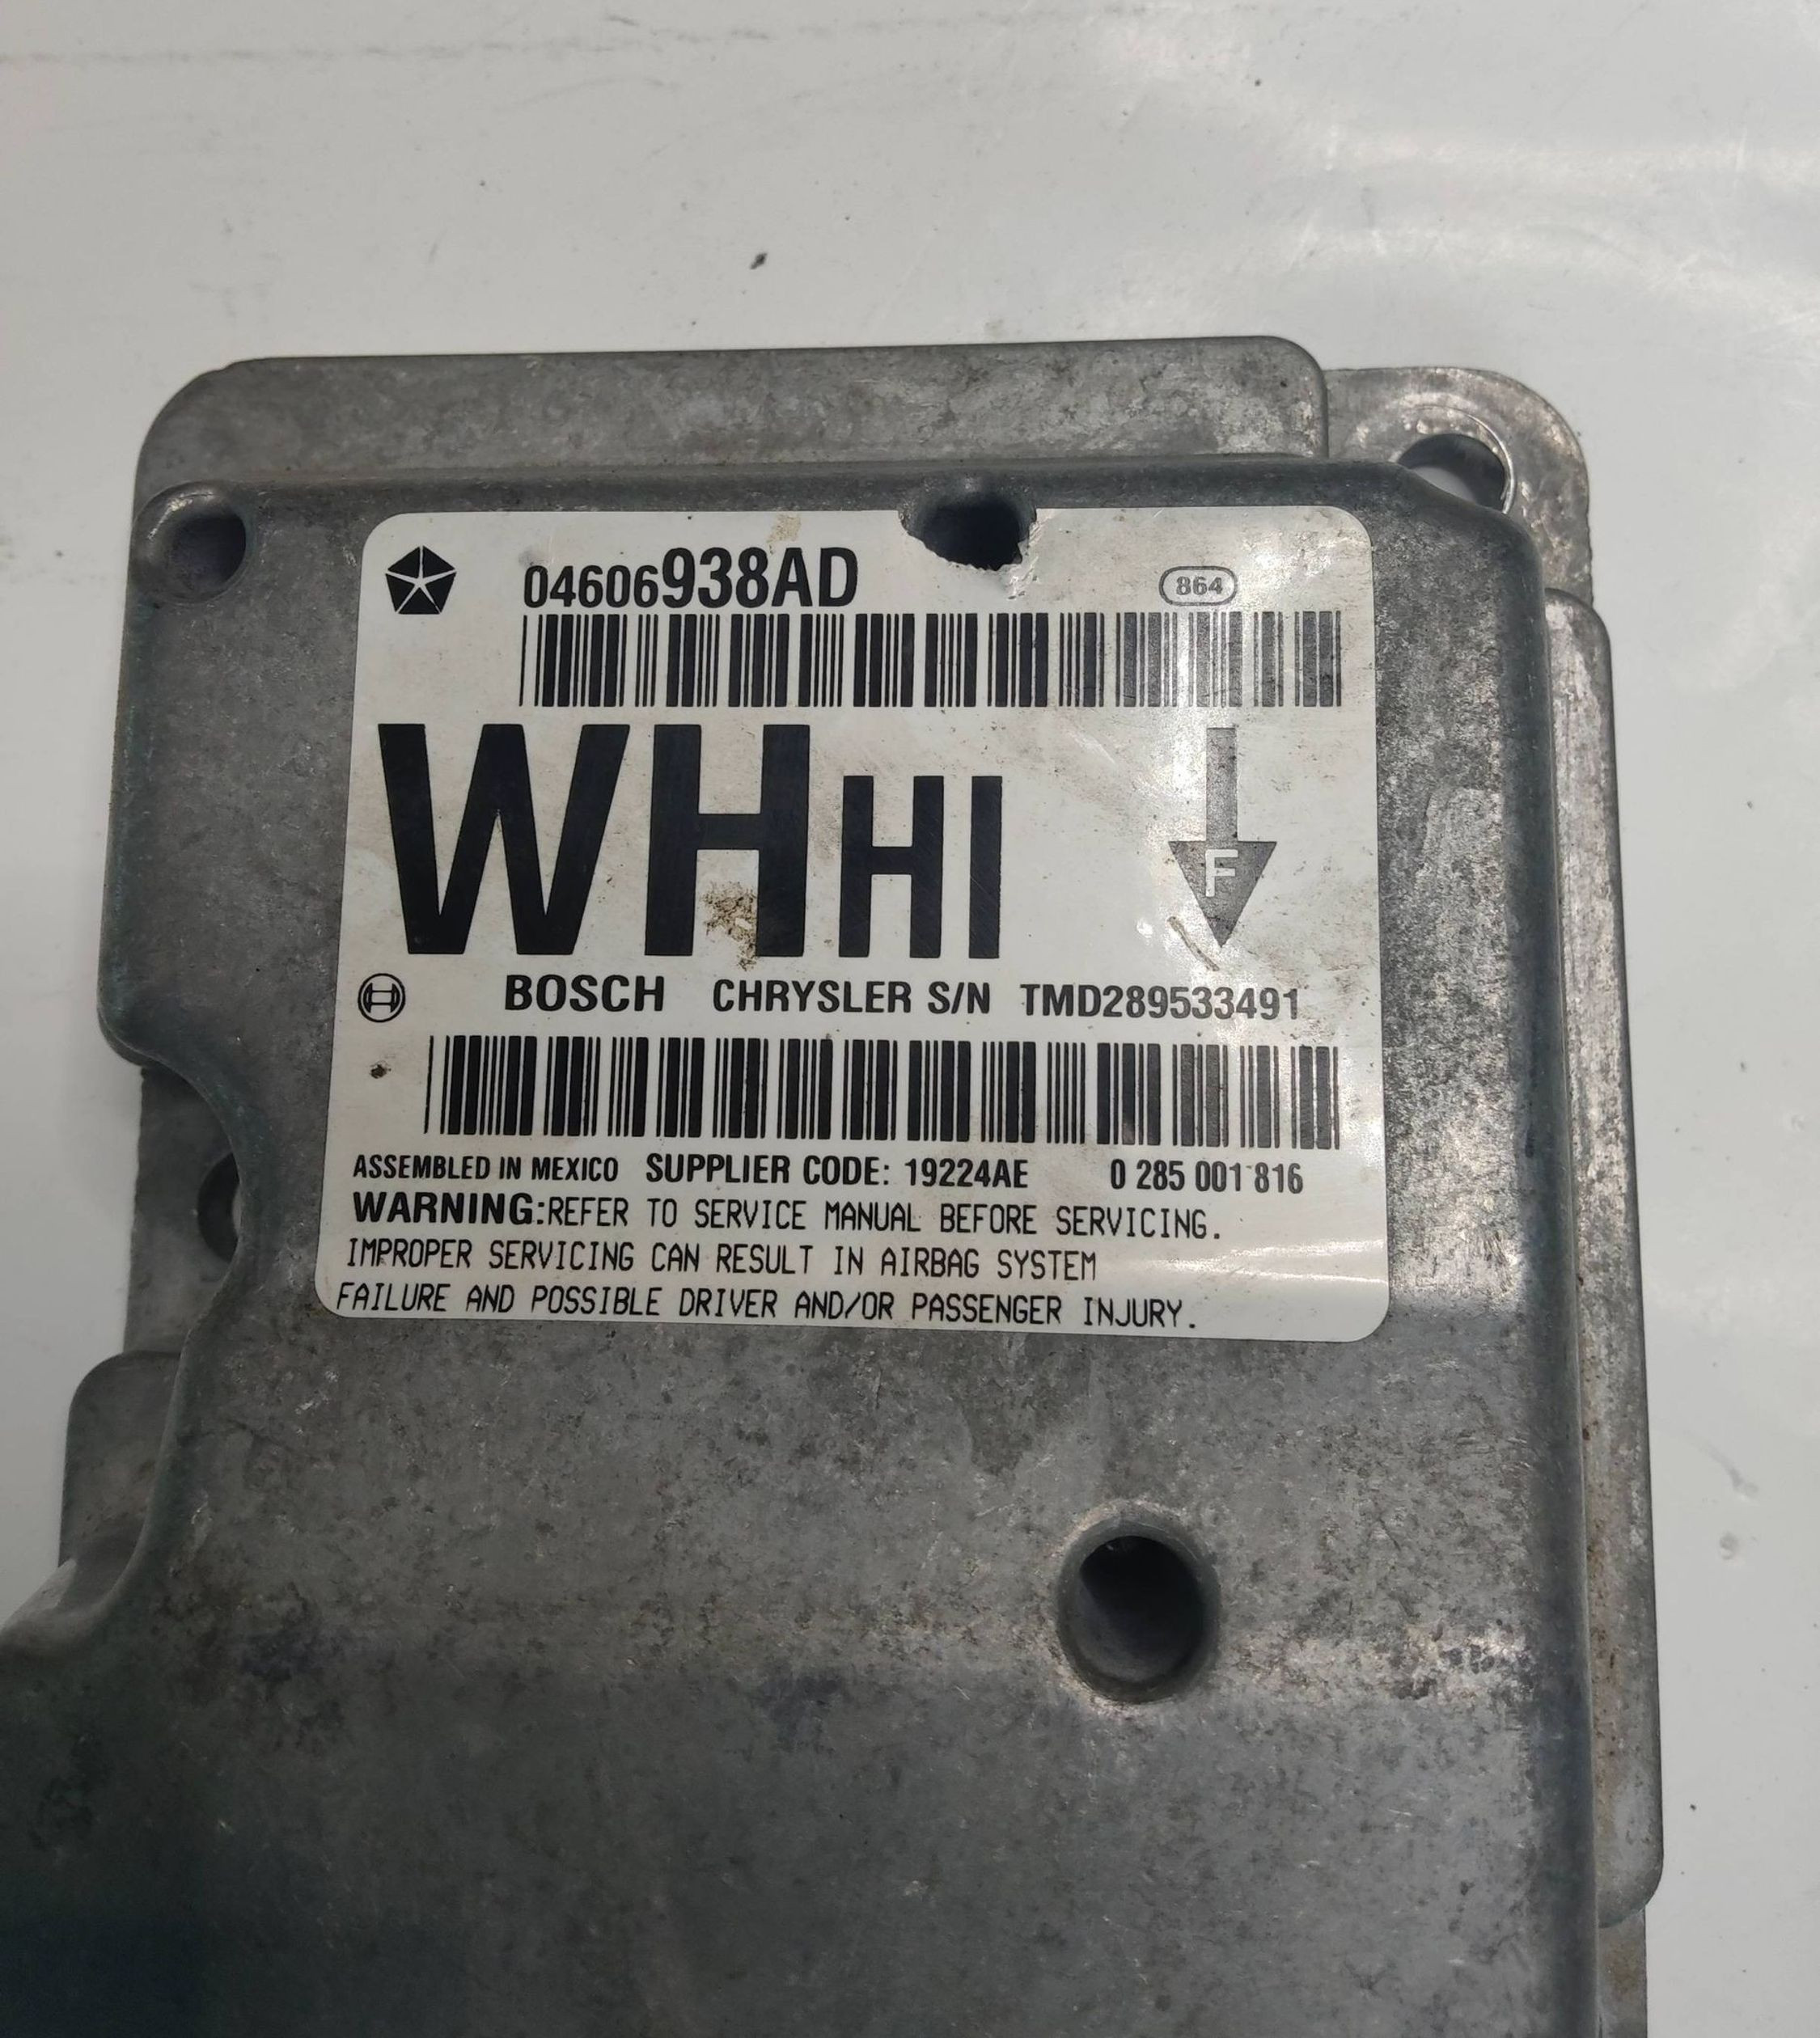 04606938AD 864
WHHI
F
BOSCH CHRYSLER S/N TMD289533491
ASSEMBLED IN MEXICO SUPPLIER CODE: 19224AE 0 285 001 816
WARNING:REFER TO SERVICE MANUAL BEFORE SERVICING.
IMPROPER SERVICING CAN RESULT IN AIRBAG SYSTEM
FAILURE AND POSSIBLE DRIVER AND/OR PASSENGER INJURY.